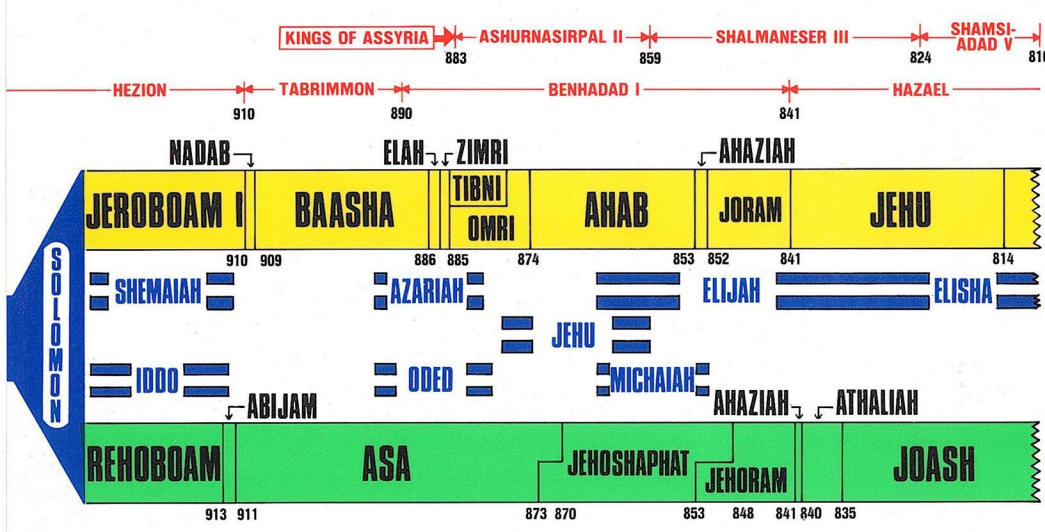 KINGS OF ASSYRIA ASHURNASIRPAL II SHALMANESER III SHAMSI-
ADAD V
883 859 824 810
HEZION TABRIMMON BENHADAD I HAZAEL
910 890 841
NADAB ELAH ZIMRI AHAZIAH
JEROBOAM I BAASHA TIBNI OMRI AHAB JORAM JEHU
910 909 886 885 874 853 852 841 814
SOLOMON
SHEMAIAH AZARIAH ELIJAH ELISHA
JEHU
IDDO ODED MICHAIAH
ABIJAM AHAZIAH ATHALIAH
REHOBOAM ASA JEHOSHAPHAT JEHORAM JOASH
913 911 873 870 853 848 841 840 835